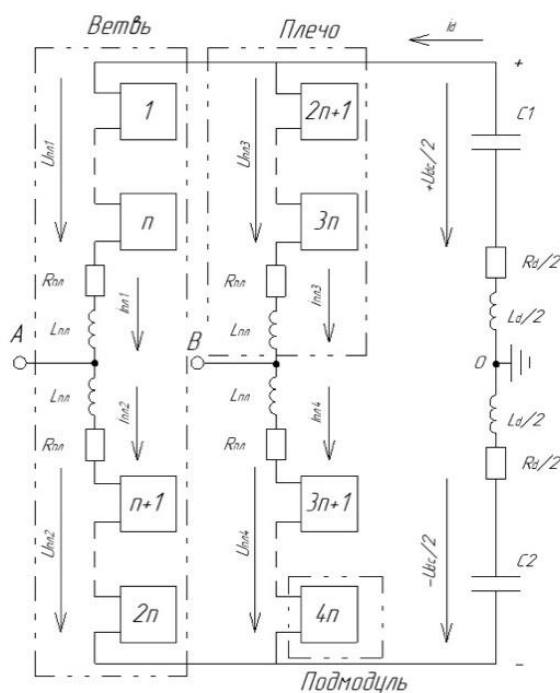 Ветвь
Плечо
id
+
1
2n+1
C1
Uпл1
Uпл3
+Udc/2
n
3n
Rпл
Rпл
Rd/2
Iпл1
Iпл3
Lпл
Lпл
Ld/2
A
B
0
Lпл
Lпл
Ld/2
Iпл2
Iпл4
Rпл
Rпл
Rd/2
n+1
3n+1
Uпл2
Uпл4
-Udc/2
C2
2n
4n
-
Подмодуль